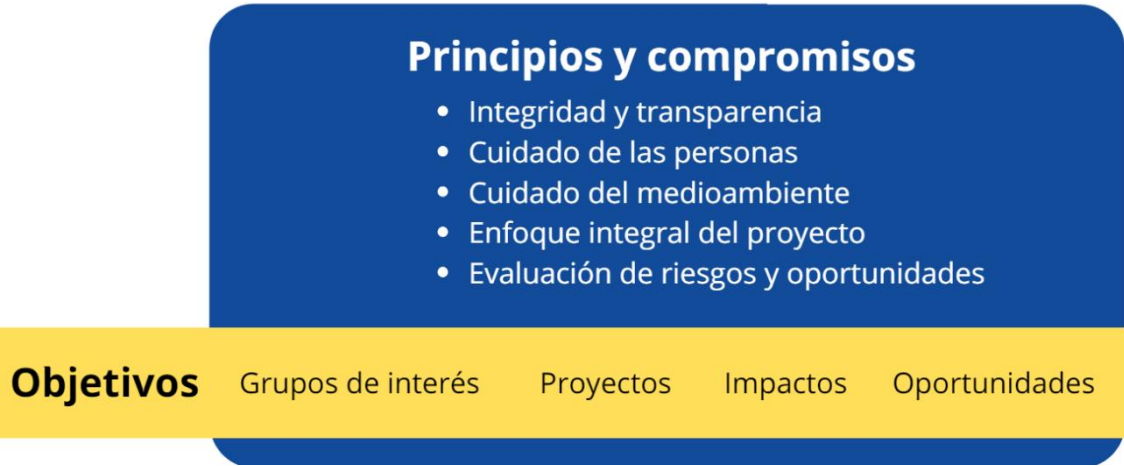 Principios y compromisos
• Integridad y transparencia
• Cuidado de las personas
• Cuidado del medioambiente
• Enfoque integral del proyecto
• Evaluación de riesgos y oportunidades
Objetivos Grupos de interés Proyectos Impactos Oportunidades